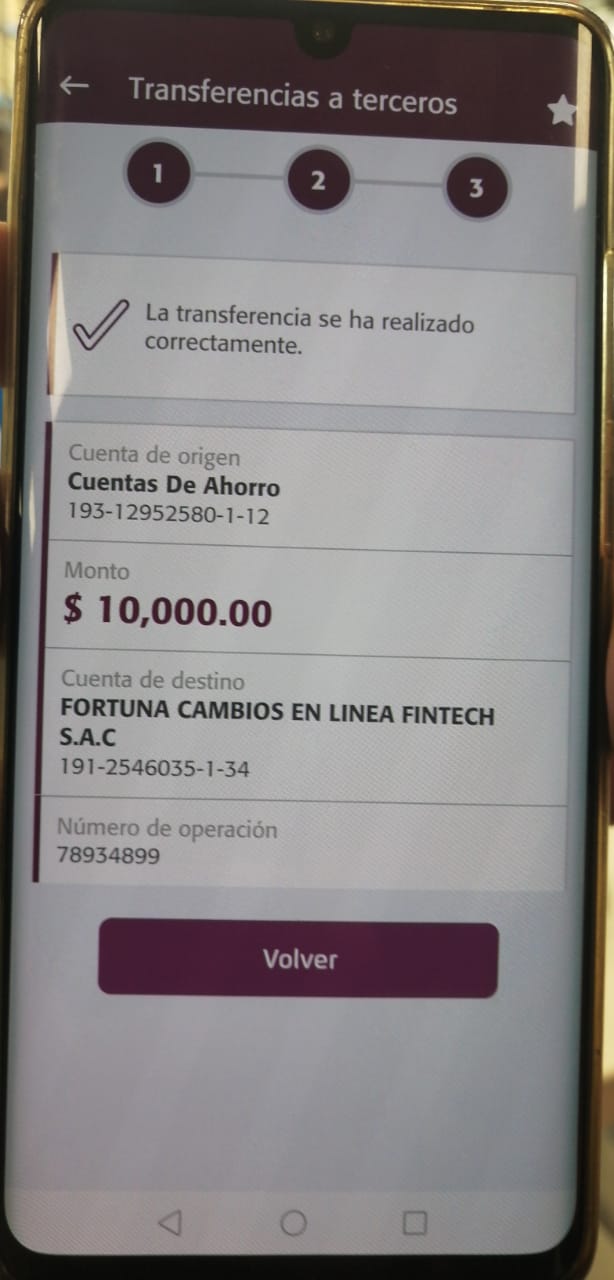 Transferencias a terceros
1 2 3
La transferencia se ha realizado
correctamente.
Cuenta de origen
Cuentas De Ahorro
193-12952580-1-12
Monto
$ 10,000.00
Cuenta de destino
FORTUNA CAMBIOS EN LINEA FINTECH
S.A.C
191-2546035-1-34
Número de operación
78934899
Volver